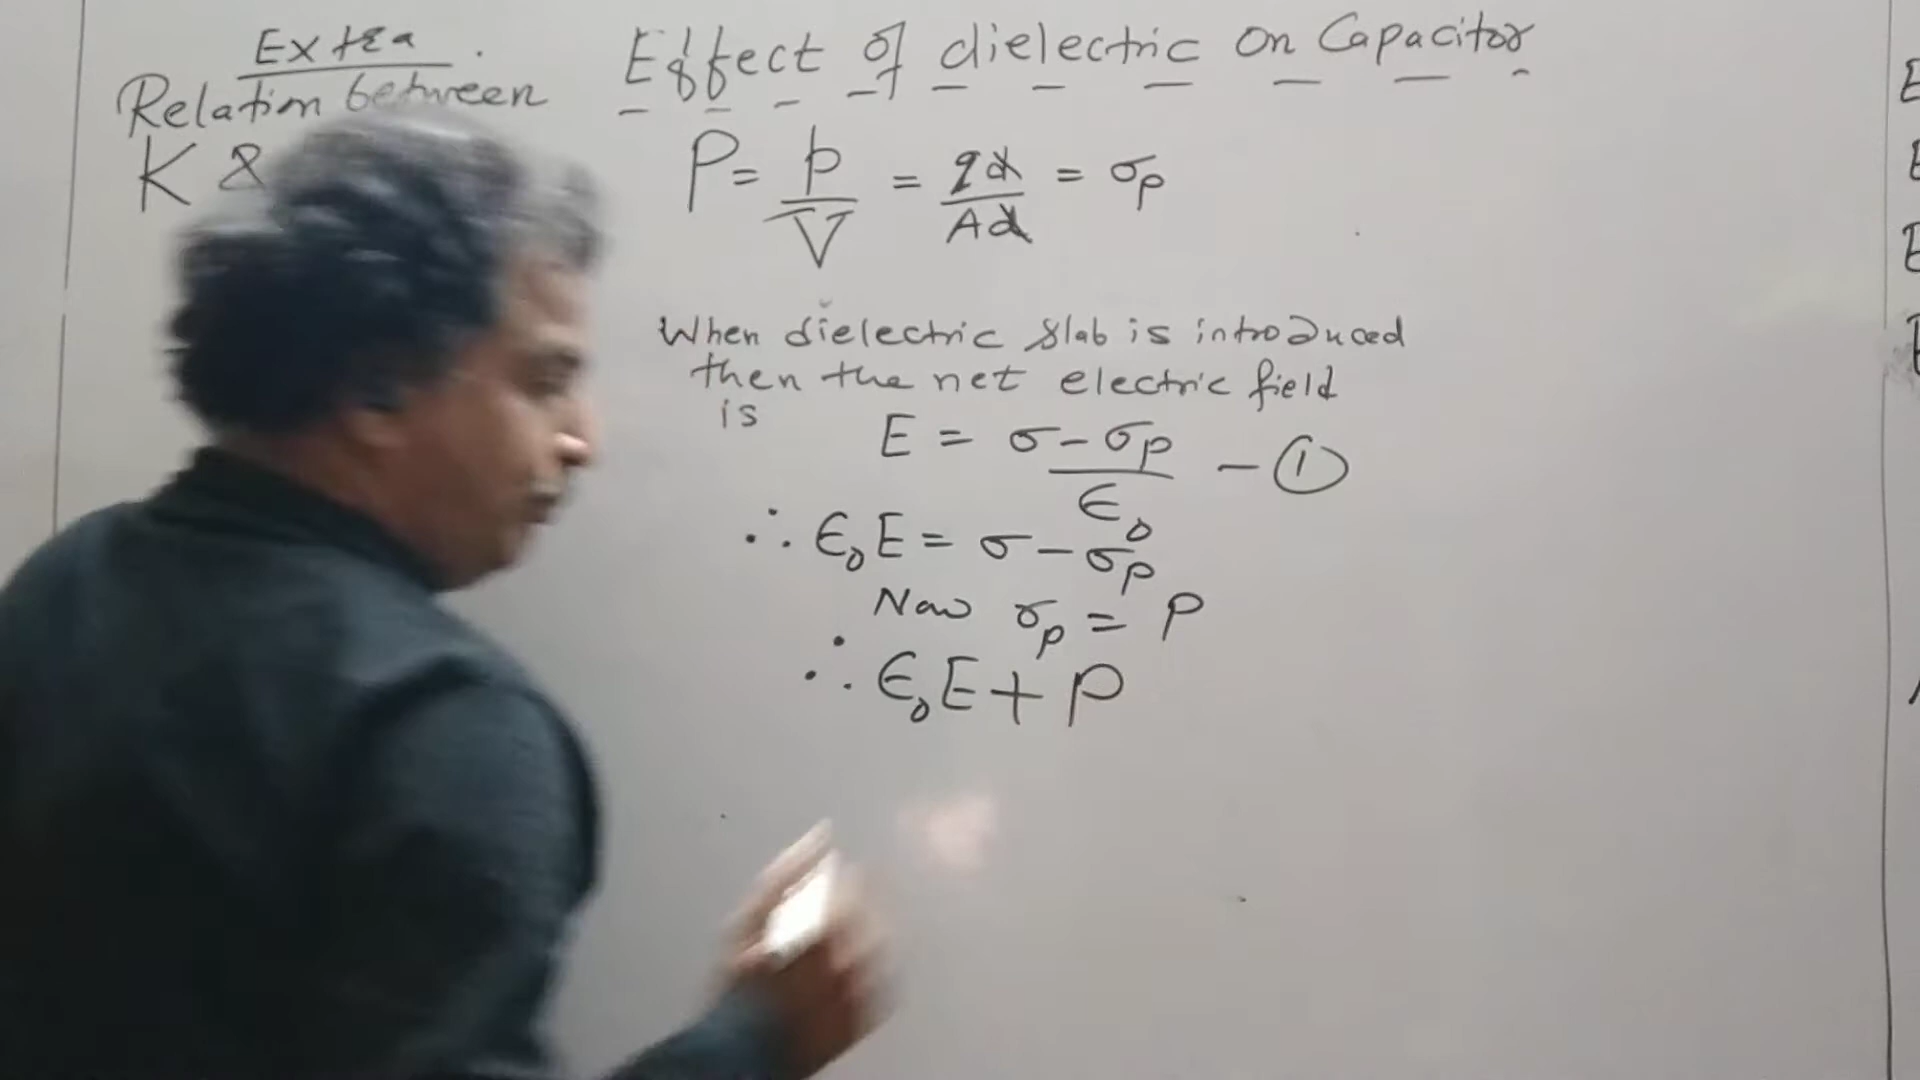 Extra.
Relation between
K &
Effect of dielectric on Capacitor
P = p/V = qd/Ad = σp
When dielectric slab is introduced
then the net electric field
is
E = σ - σp/ϵ0 - ①
∴ ϵ0E = σ - σp
Now σp = P
∴ ϵ0E + P